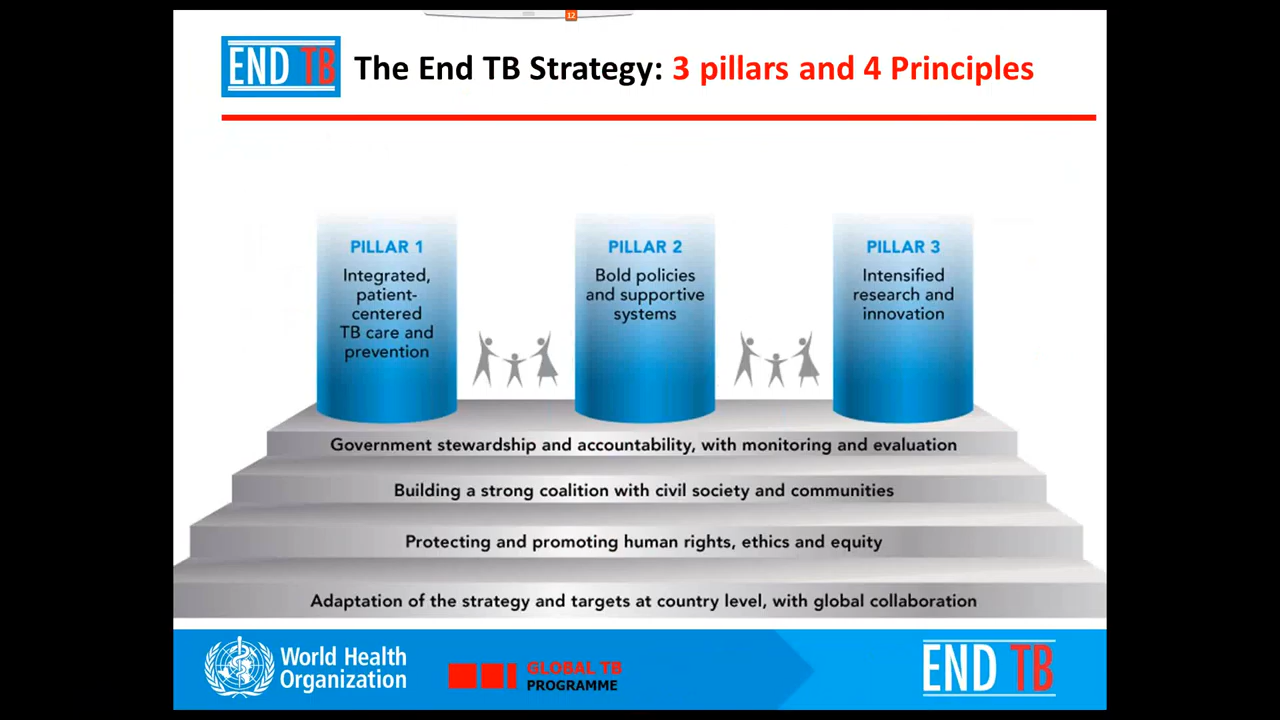 12
END TB The End TB Strategy: 3 pillars and 4 Principles
PILLAR 1
Integrated,
patient-
centered
TB care and
prevention
PILLAR 2
Bold policies
and supportive
systems
PILLAR 3
Intensified
research and
innovation
Government stewardship and accountability, with monitoring and evaluation
Building a strong coalition with civil society and communities
Protecting and promoting human rights, ethics and equity
Adaptation of the strategy and targets at country level, with global collaboration
World Health
Organization
GLOBAL TB
PROGRAMME
END TB